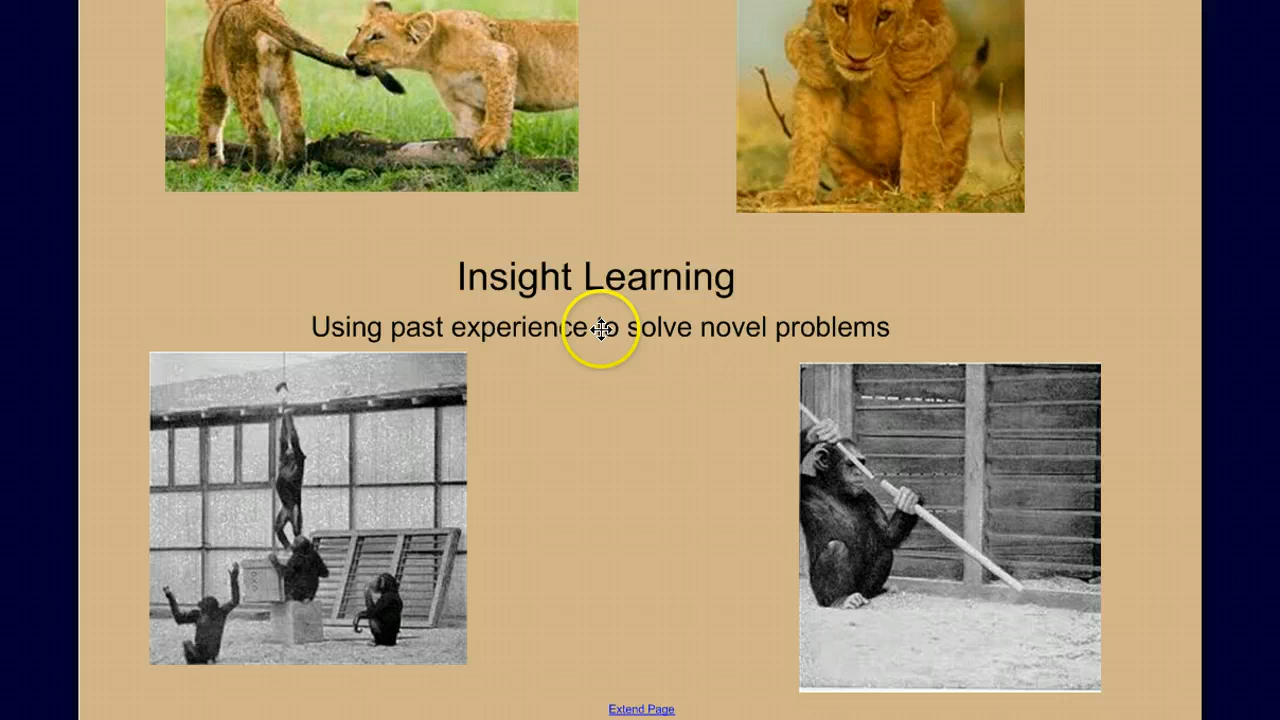 Insight Learning
Using past experience to solve novel problems
Extend Page